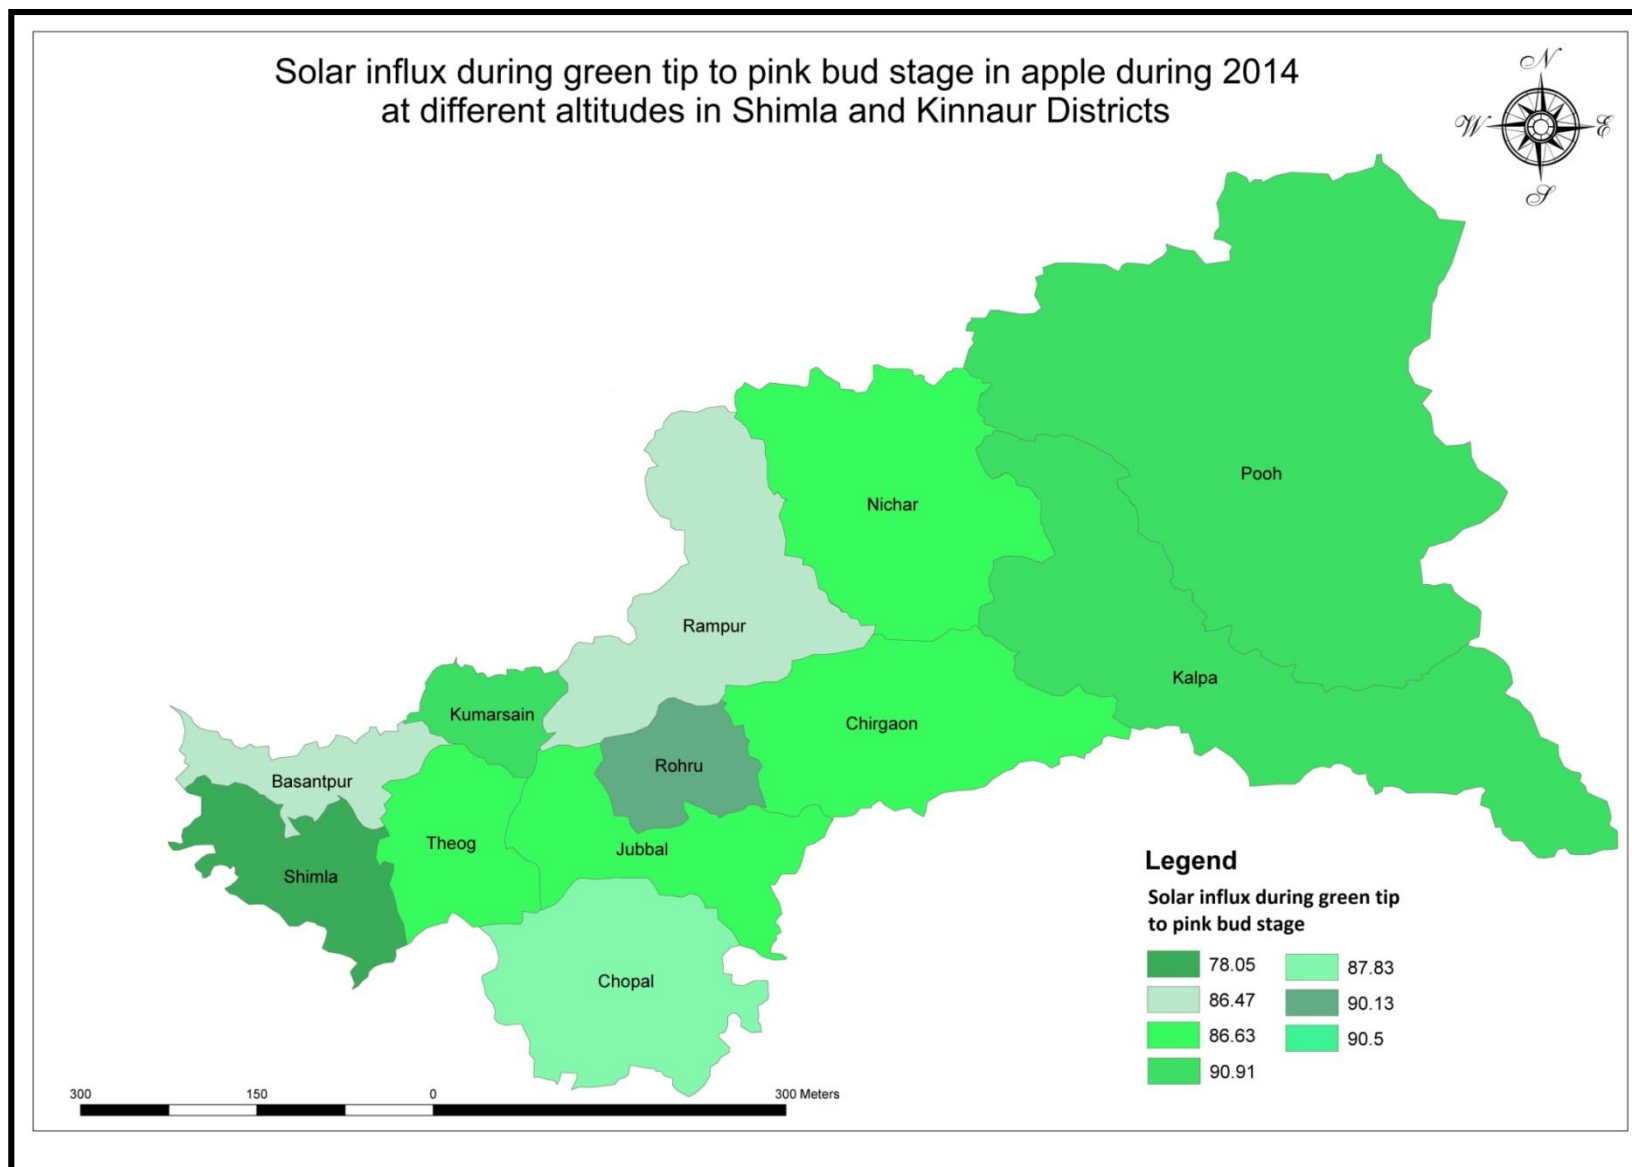 Solar influx during green tip to pink bud stage in apple during 2014
at different altitudes in Shimla and Kinnaur Districts
N
W E
S
Pooh
Nichar
Rampur
Kalpa
Kumarsain
Chirgaon
Rohru
Basantpur
Theog
Jubbal
Shimla
Chopal
Legend
Solar influx during green tip
to pink bud stage
78.05
86.47
86.63
90.91
87.83
90.13
90.5
300 150 0 300 Meters